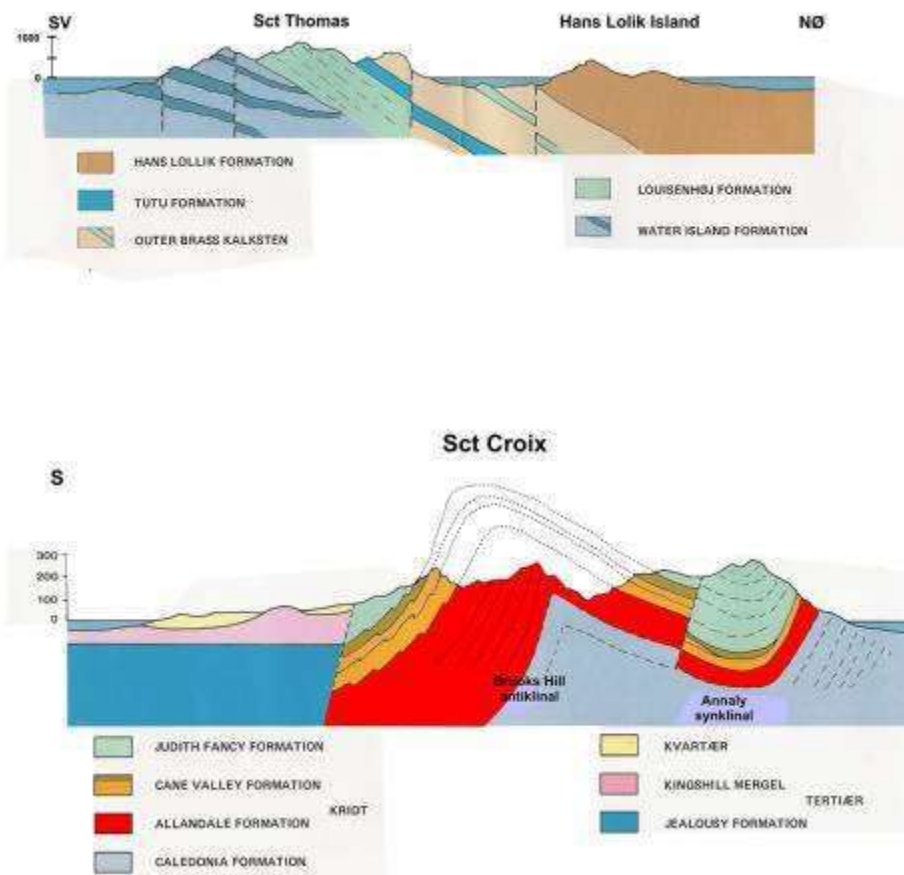 SV
Sct Thomas
Hans Lolik Island
NØ
1000
0
HANS LOLLIK FORMATION
TUTU FORMATION
OUTER BRASS KALKSTEN
LOUISENHØJ FORMATION
WATER ISLAND FORMATION
Sct Croix
S
300
200
100
0
Brooks Hill
antiklinal
Annaly
synklinal
JUDITH FANCY FORMATION
CANE VALLEY FORMATION
KRIDT
ALLANDALE FORMATION
CALEDONIA FORMATION
KVARTÆR
KINGSHILL MERGEL
TERTIÆR
JEALOUSY FORMATION